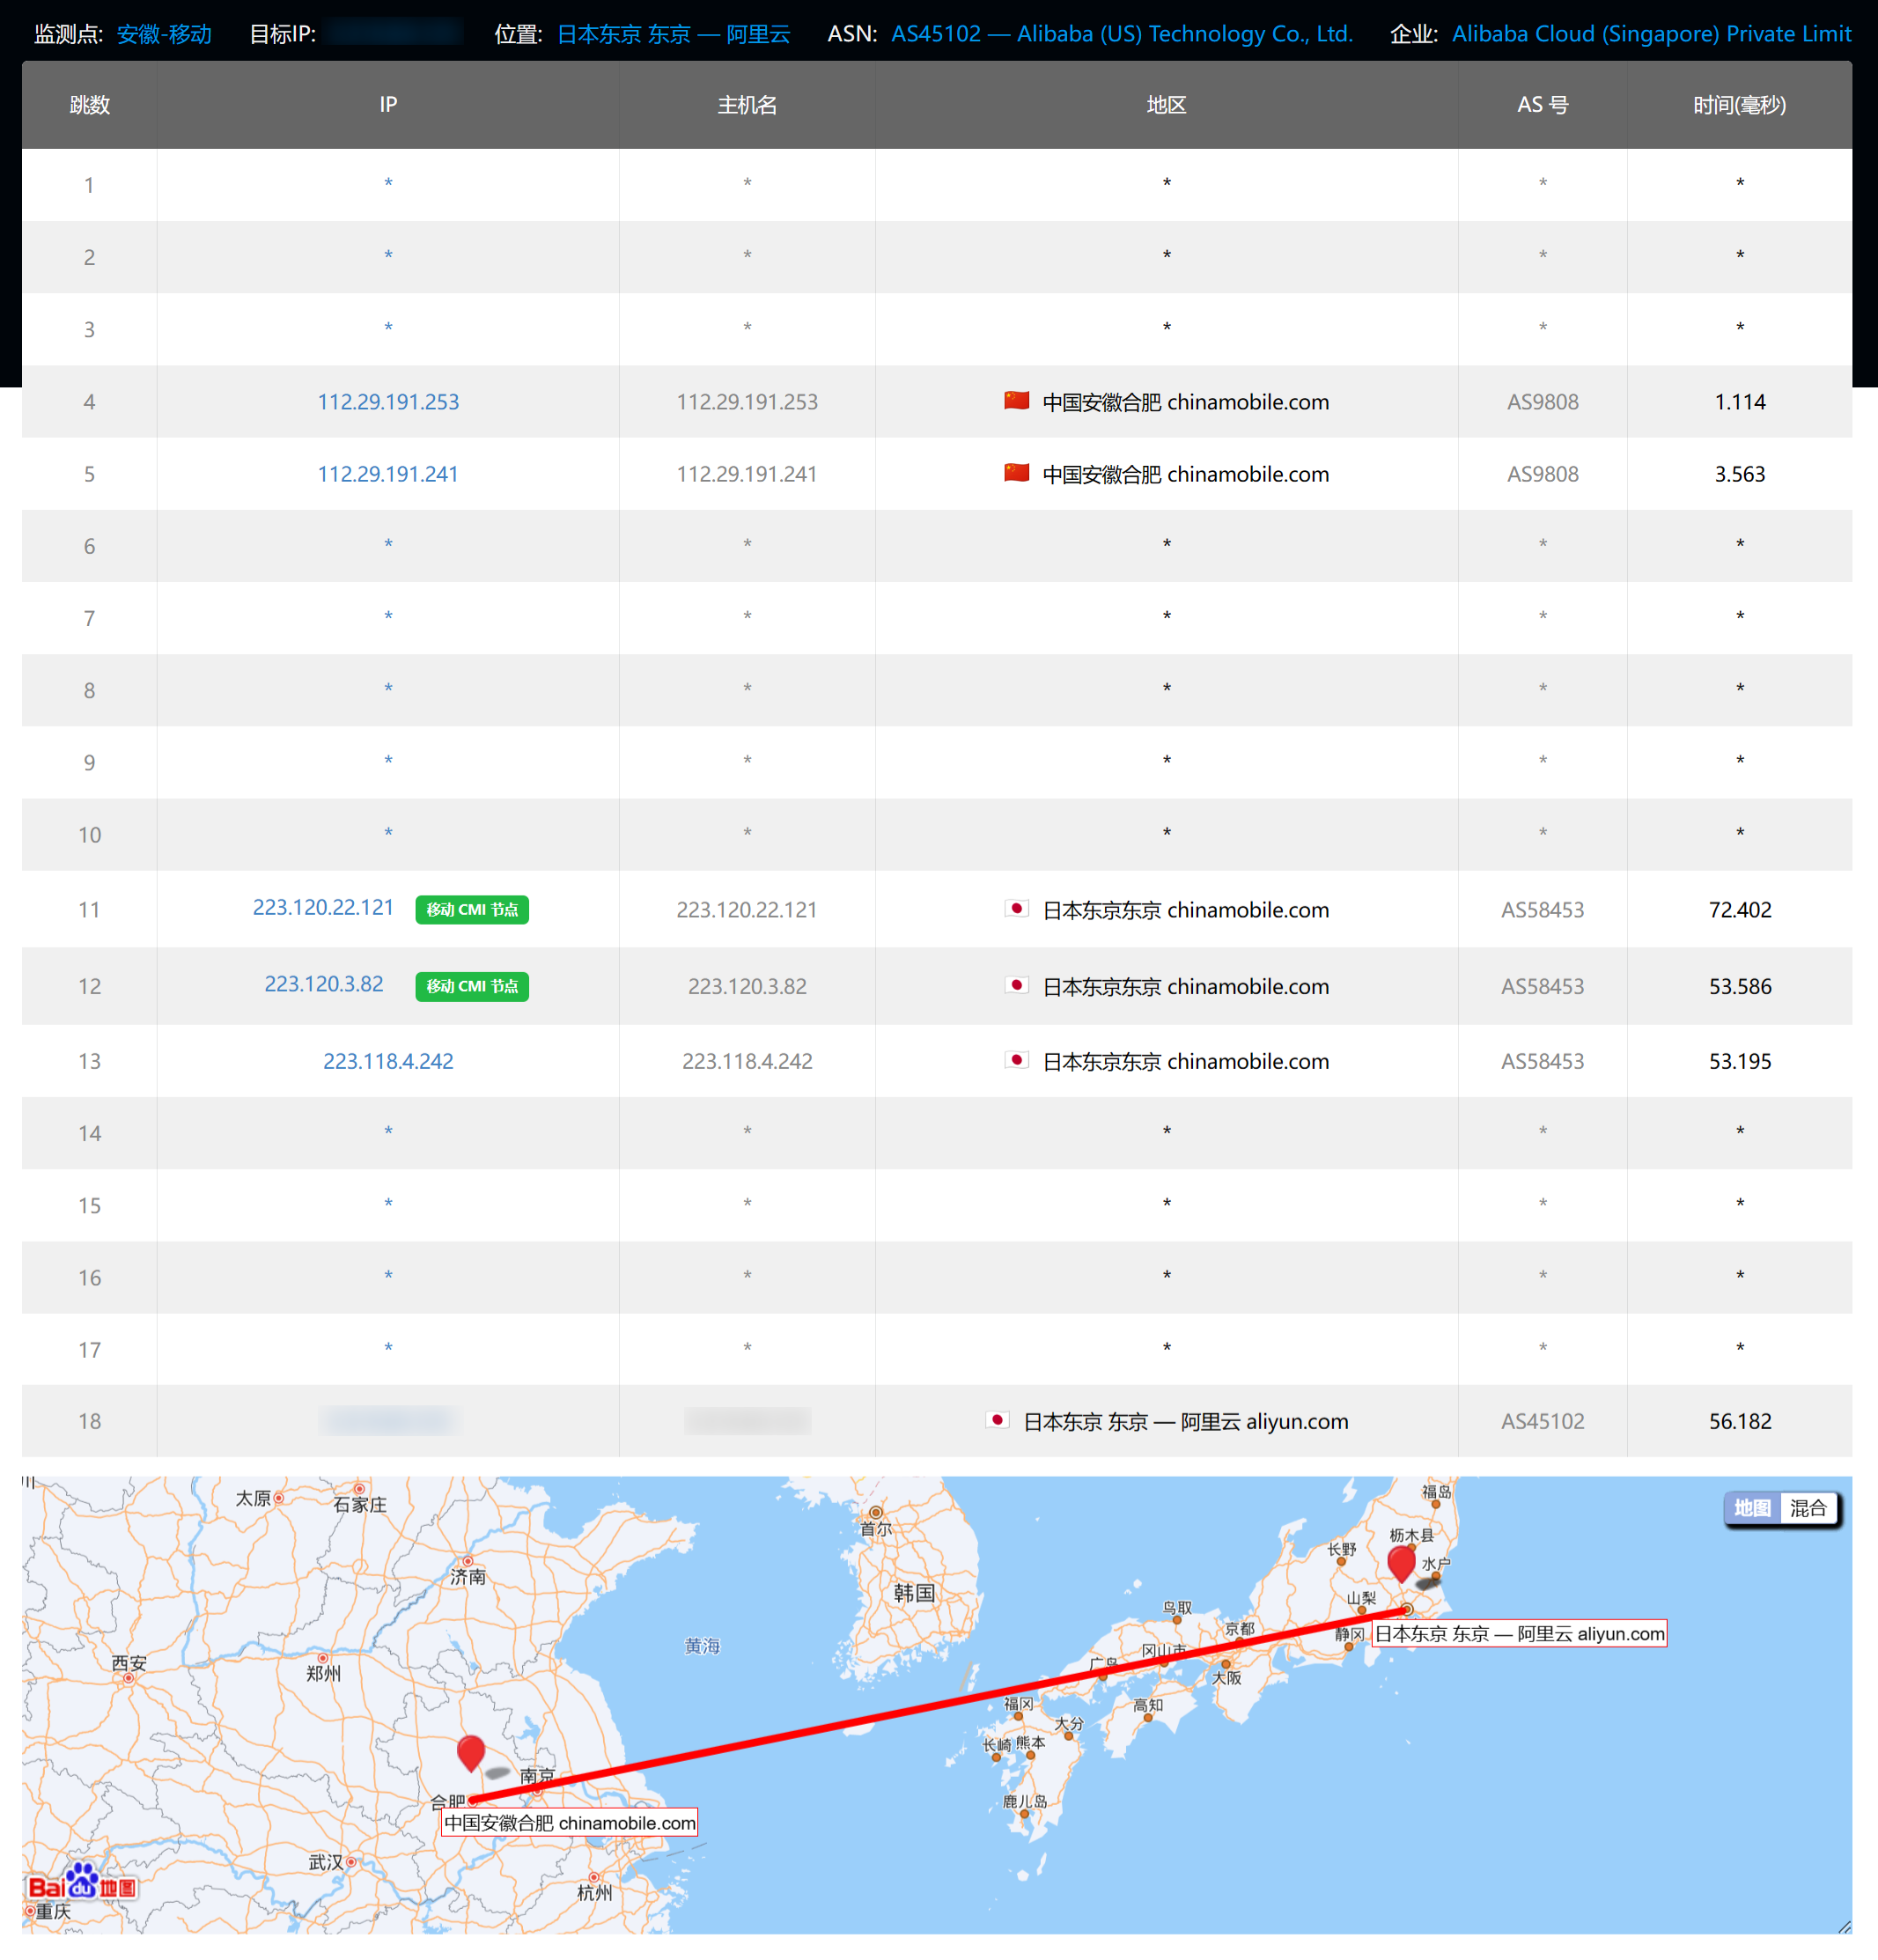 监测点: 安徽-移动 目标IP: 位置: 日本东京 东京 — 阿里云 ASN: AS45102 — Alibaba (US) Technology Co., Ltd. 企业: Alibaba Cloud (Singapore) Private Limit
跳数 IP 主机名 地区 AS 号 时间(毫秒)
1 * * * * *
2 * * * * *
3 * * * * *
4 112.29.191.253 112.29.191.253 中国安徽合肥 chinamobile.com AS9808 1.114
5 112.29.191.241 112.29.191.241 中国安徽合肥 chinamobile.com AS9808 3.563
6 * * * * *
7 * * * * *
8 * * * * *
9 * * * * *
10 * * * * *
11 223.120.22.121 移动 CMI 节点 223.120.22.121 日本东京东京 chinamobile.com AS58453 72.402
12 223.120.3.82 移动 CMI 节点 223.120.3.82 日本东京东京 chinamobile.com AS58453 53.586
13 223.118.4.242 223.118.4.242 日本东京东京 chinamobile.com AS58453 53.195
14 * * * * *
15 * * * * *
16 * * * * *
17 * * * * *
18 日本东京 东京 — 阿里云 aliyun.com AS45102 56.182
太原 石家庄 首尔 福岛 地图 混合
济南 韩国 长野 枥木县 水户
山梨
鸟取
黄海 京都 静冈 日本东京 东京 — 阿里云 aliyun.com
西安 郑州 广岛 冈山市 大阪
福冈 高知
大分
长崎 熊本
南京
合肥 鹿儿岛
中国安徽合肥 chinamobile.com
武汉
Baidu地图 杭州
重庆